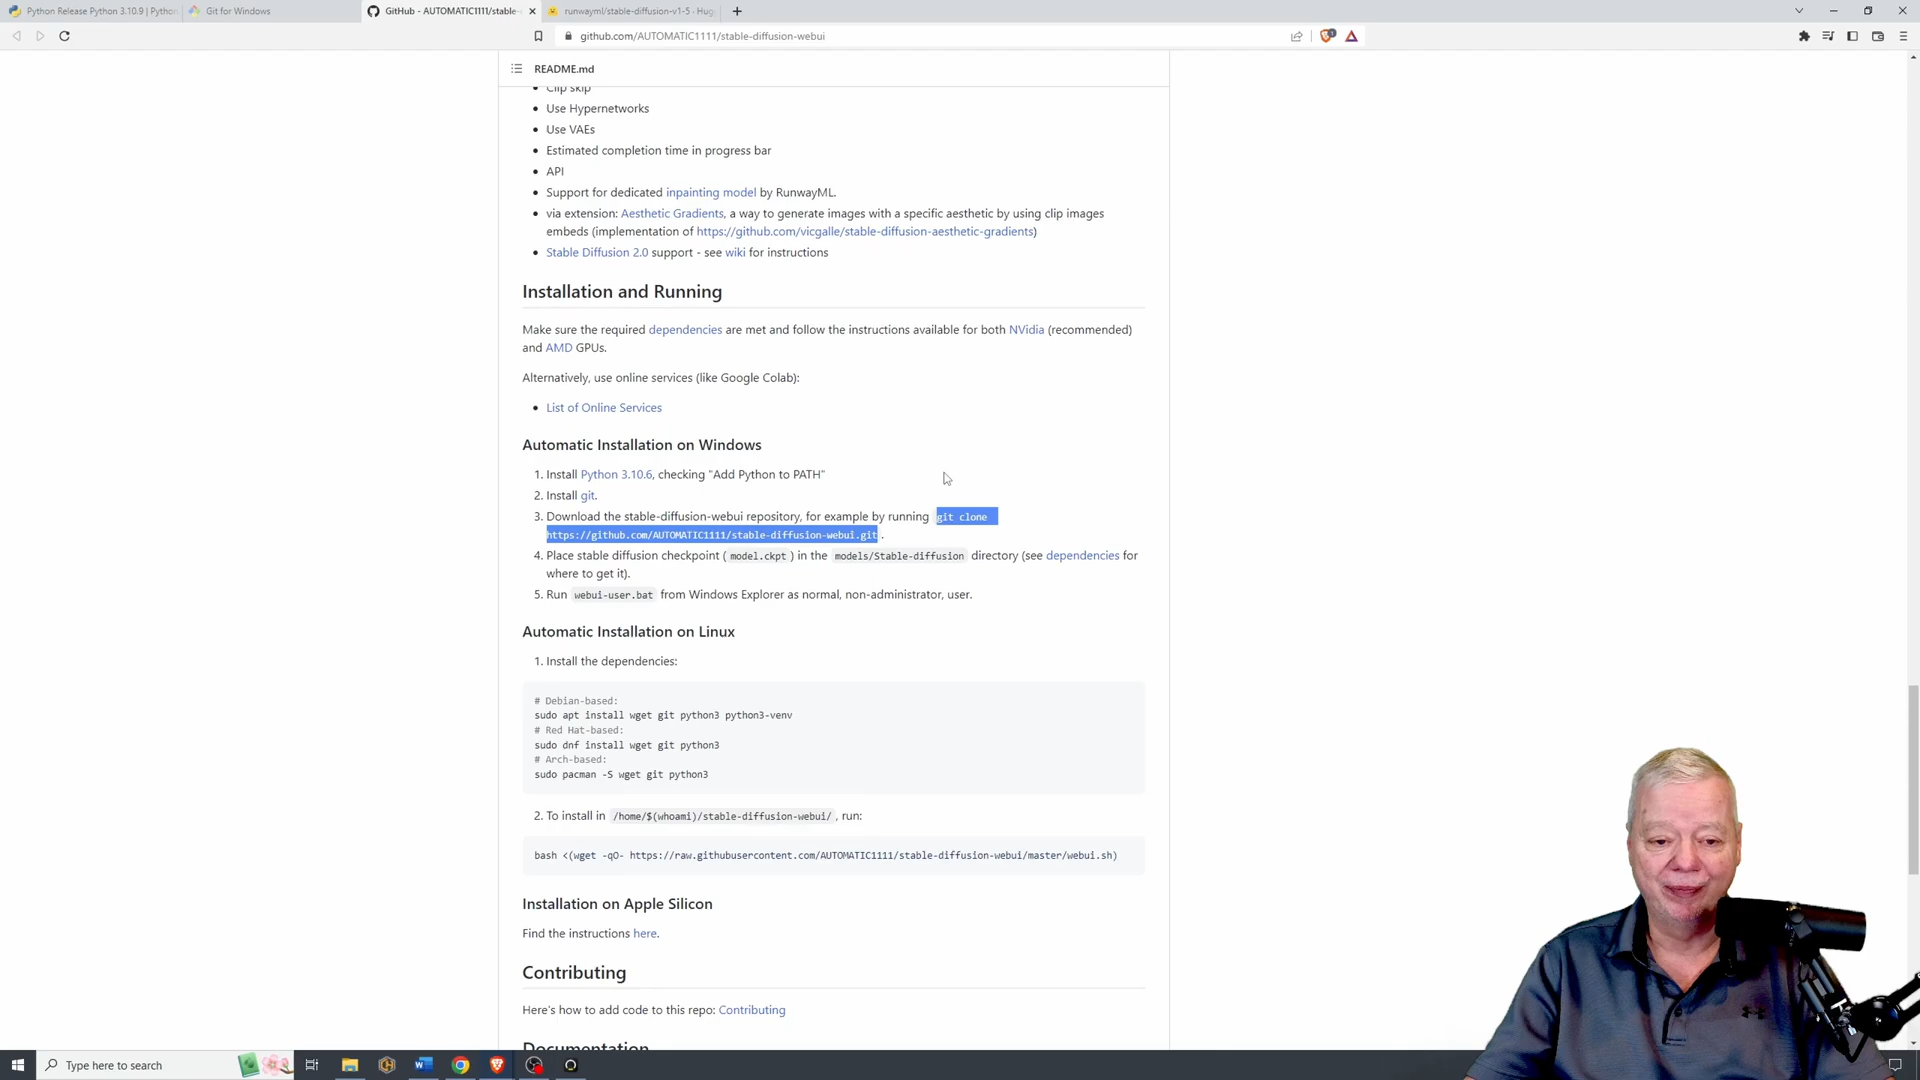 Python Release Python 3.10.9 | Python
Git for Windows
GitHub - AUTOMATIC1111/stable-
runwayml/stable-diffusion-v1-5 · Hug
github.com/AUTOMATIC1111/stable-diffusion-webui
README.md
Clip skip
Use Hypernetworks
Use VAEs
Estimated completion time in progress bar
API
Support for dedicated inpainting model by RunwayML.
via extension: Aesthetic Gradients, a way to generate images with a specific aesthetic by using clip images
embeds (implementation of https://github.com/vicgalle/stable-diffusion-aesthetic-gradients)
Stable Diffusion 2.0 support - see wiki for instructions
Installation and Running
Make sure the required dependencies are met and follow the instructions available for both NVidia (recommended)
and AMD GPUs.
Alternatively, use online services (like Google Colab):
List of Online Services
Automatic Installation on Windows
1. Install Python 3.10.6, checking "Add Python to PATH"
2. Install git.
3. Download the stable-diffusion-webui repository, for example by running git clone
https://github.com/AUTOMATIC1111/stable-diffusion-webui.git .
4. Place stable diffusion checkpoint ( model.ckpt ) in the models/Stable-diffusion directory (see dependencies for
where to get it).
5. Run webui-user.bat from Windows Explorer as normal, non-administrator, user.
Automatic Installation on Linux
1. Install the dependencies:
# Debian-based:
sudo apt install wget git python3 python3-venv
# Red Hat-based:
sudo dnf install wget git python3
# Arch-based:
sudo pacman -S wget git python3
2. To install in /home/$(whoami)/stable-diffusion-webui/ , run:
bash <(wget -qO- https://raw.githubusercontent.com/AUTOMATIC1111/stable-diffusion-webui/master/webui.sh)
Installation on Apple Silicon
Find the instructions here.
Contributing
Here's how to add code to this repo: Contributing
Documentation
Type here to search